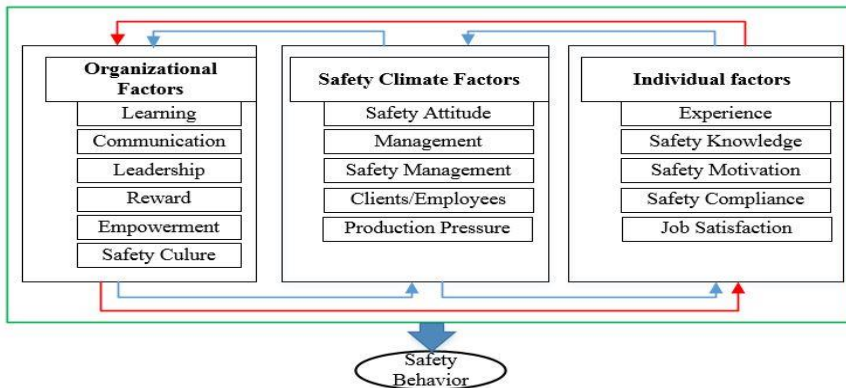 Organizational
Factors
Learning
Communication
Leadership
Reward
Empowerment
Safety Culure
Safety Climate Factors
Safety Attitude
Management
Safety Management
Clients/Employees
Production Pressure
Individual factors
Experience
Safety Knowledge
Safety Motivation
Safety Compliance
Job Satisfaction
Safety
Behavior